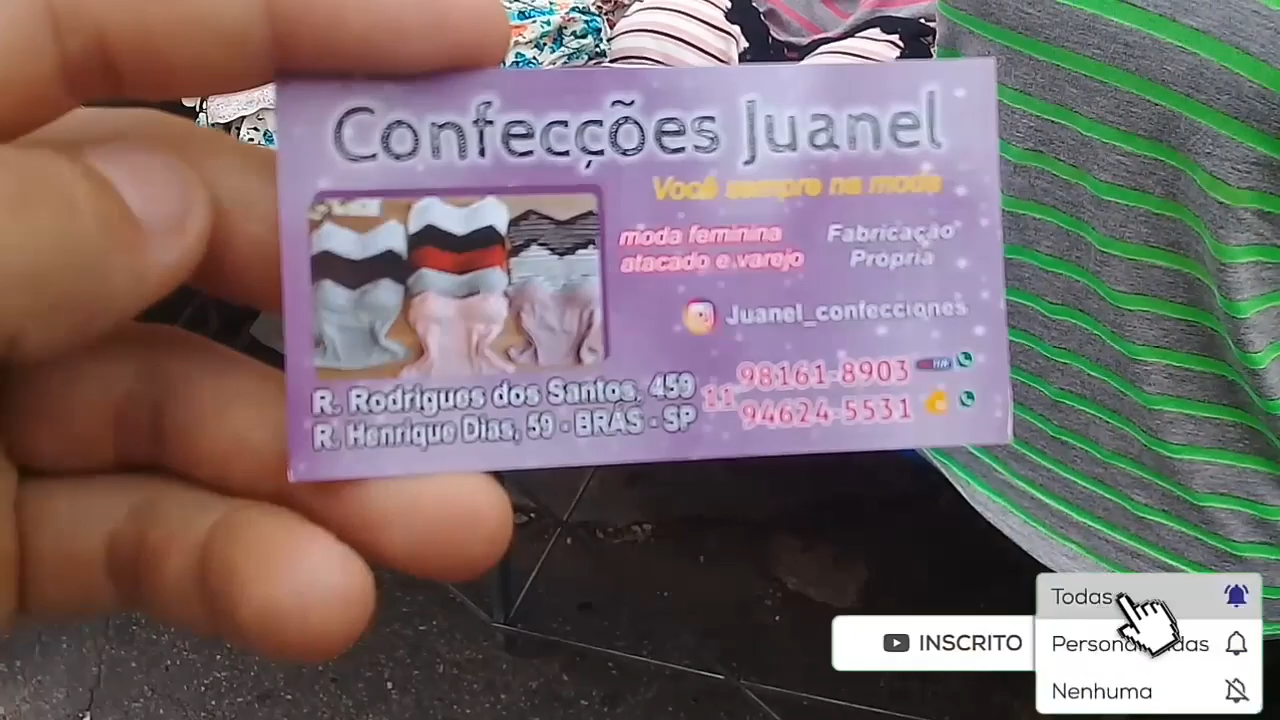 Confecções Juanel
Você sempre na moda
moda feminina
atacado e varejo
Fabricação
Própria
Juanel_confecciones
R. Rodrigues dos Santos, 459
R. Henrique Dias, 59 - BRÁS - SP
11
98161-8903
94624-5531
Todas
INSCRITO
Nenhuma